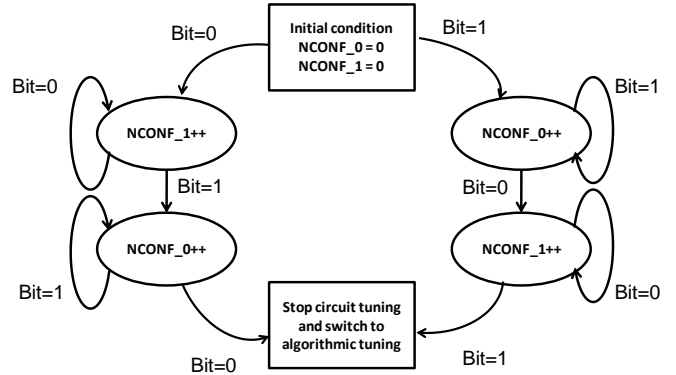 Initial condition
NCONF_0 = 0
NCONF_1 = 0
Bit=0
Bit=1
Bit=0
Bit=1
NCONF_1++
NCONF_0++
Bit=1
Bit=0
NCONF_0++
NCONF_1++
Bit=1
Bit=0
Stop circuit tuning
and switch to
algorithmic tuning
Bit=0
Bit=1